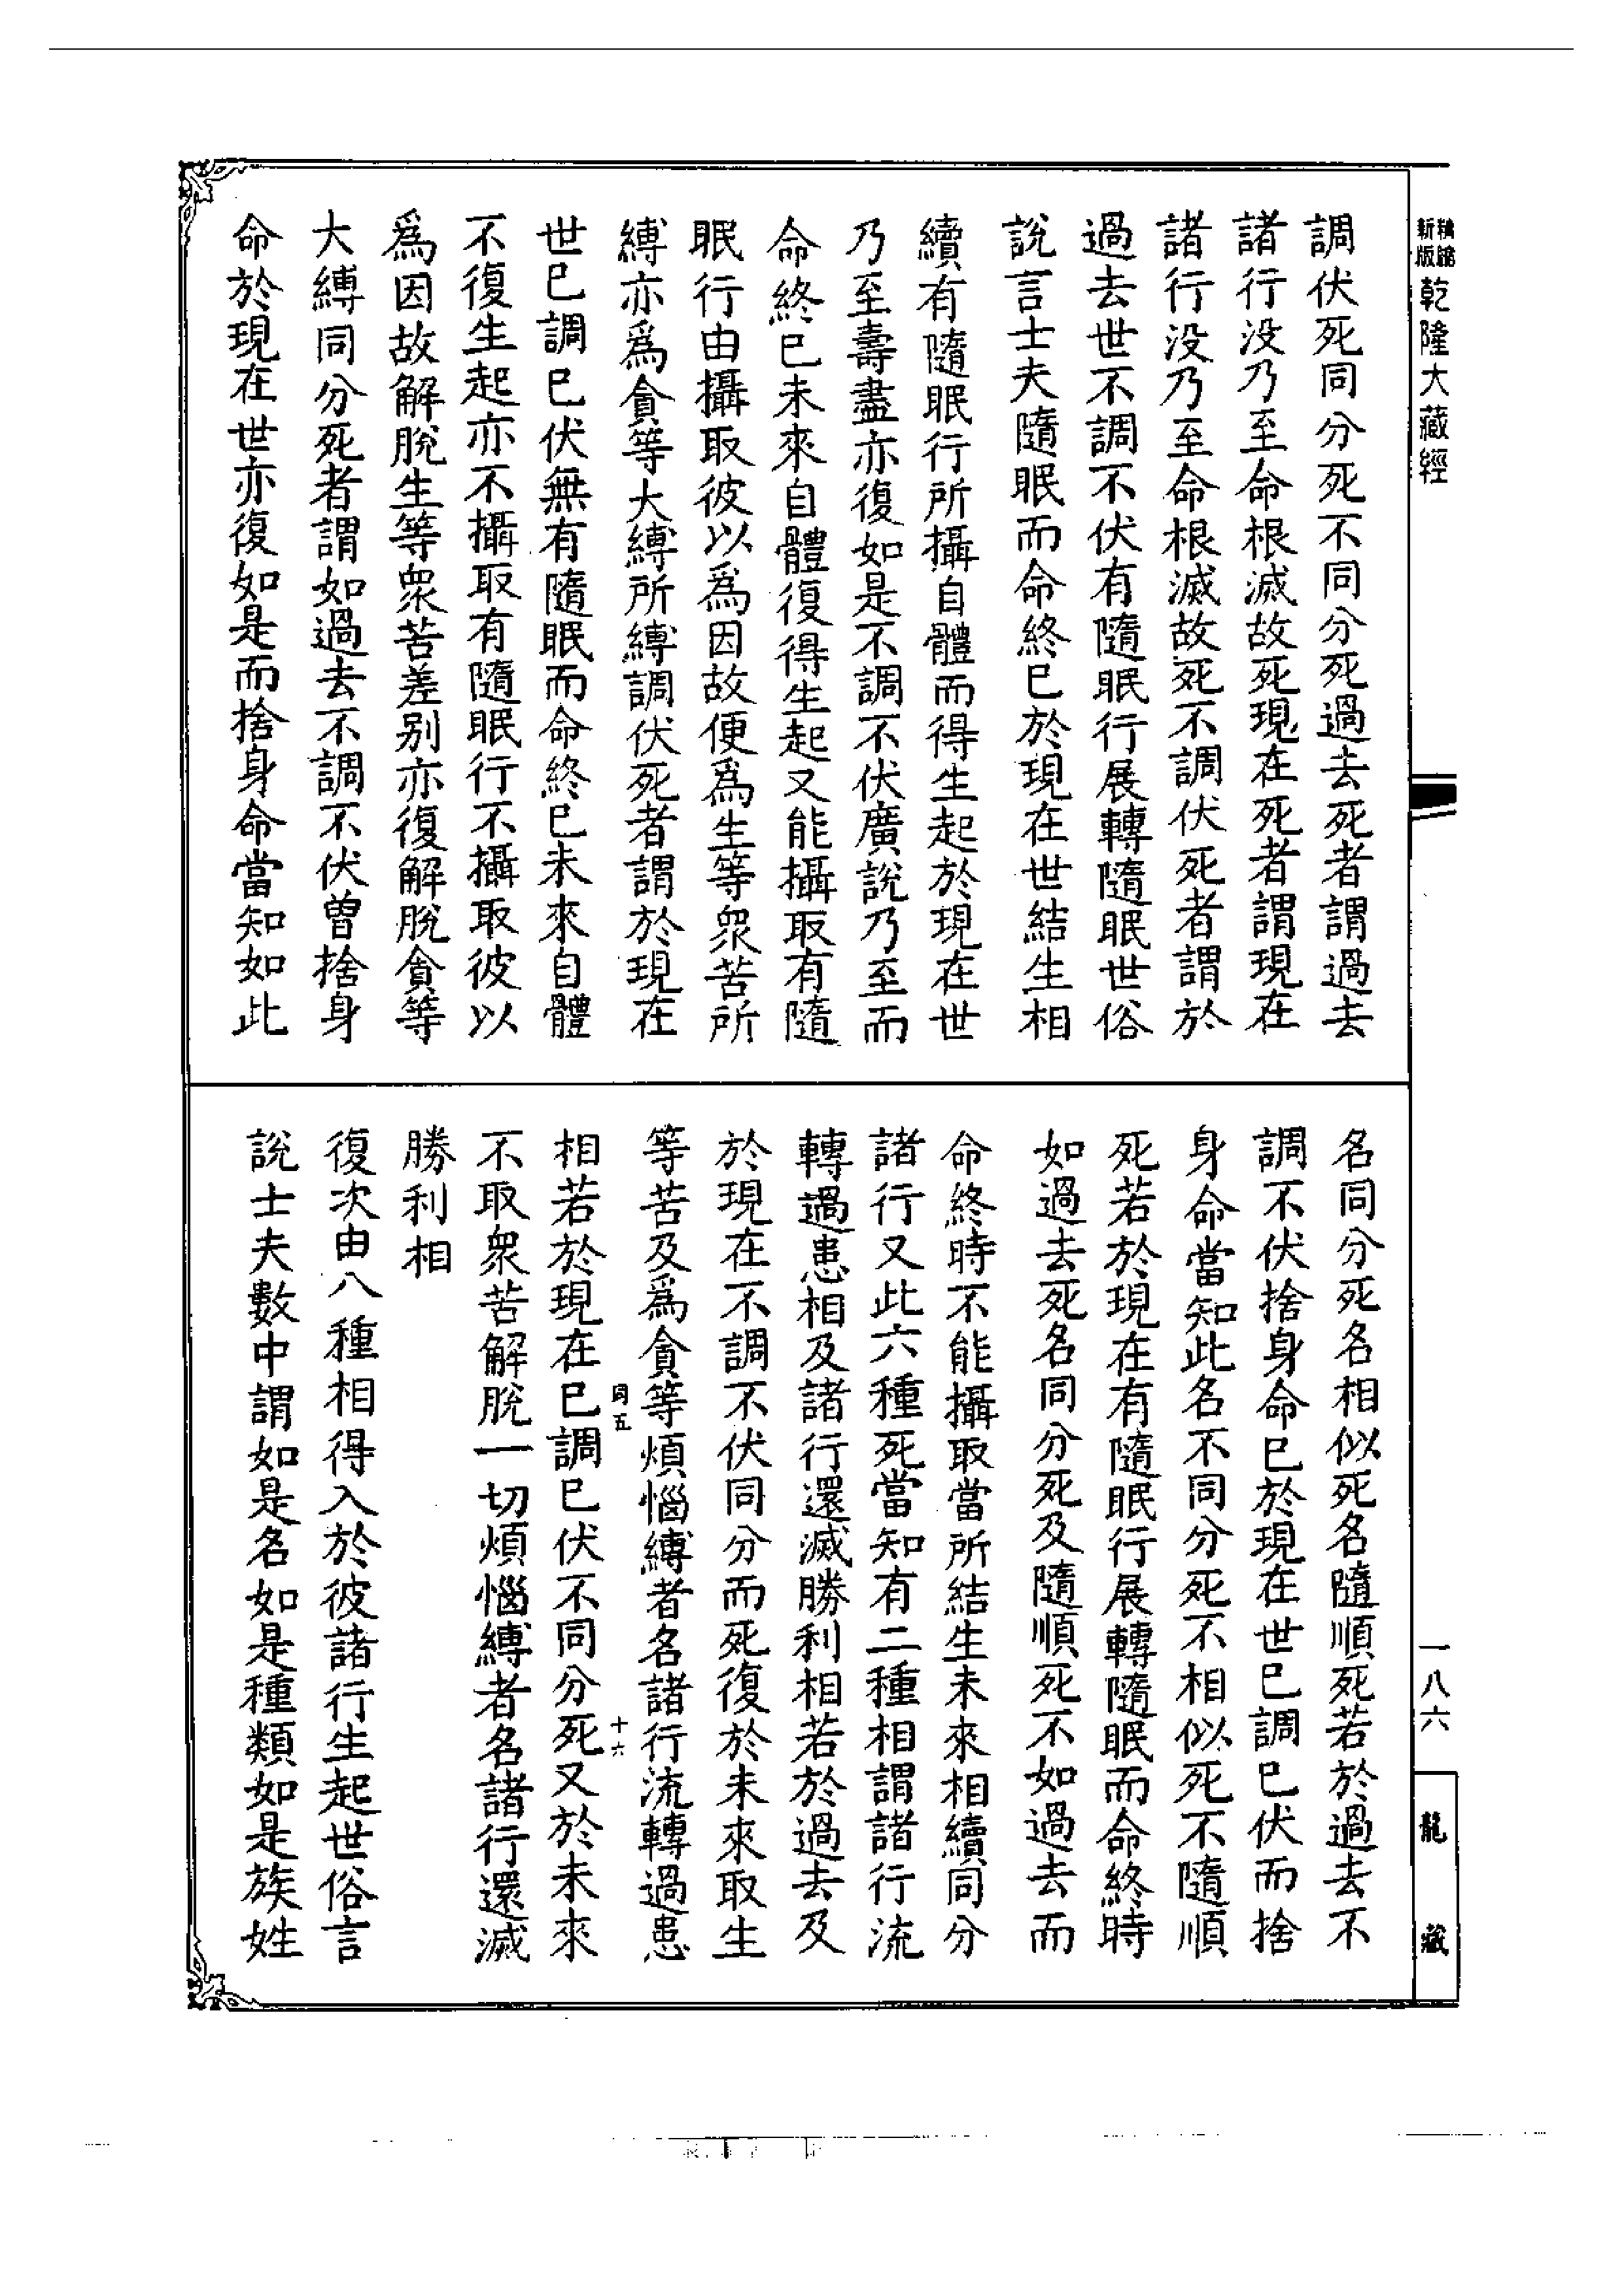 精縮
新版
乾隆大藏經
調伏死同分死不同分死過去死者謂過去
諸行没乃至命根滅故死現在死者謂現在
諸行没乃至命根滅故死不調伏死者謂於
過去世不調不伏有隨眠行展轉隨眠世俗
說言士夫隨眠而命終已於現在世結生相
續有隨眠行所攝自體而得生起於現在世
乃至壽盡亦復如是不調不伏廣說乃至而
命終已未來自體復得生起又能攝取有隨
眠行由攝取彼以爲因故便爲生等衆苦所
縛亦爲貪等大縛所縛調伏死者謂於現在
世已調已伏無有隨眠而命終已未來自體
不復生起亦不攝取有隨眠行不攝取彼以
爲因故解脫生等衆苦差别亦復解脫貪等
大縛同分死者謂如過去不調不伏曾捨身
命於現在世亦復如是而捨身命當知如此
名同分死名相似死名隨順死若於過去不
調不伏捨身命已於現在世已調已伏而捨
身命當知此名不同分死不相似死不隨順
死若於現在有隨眠行展轉隨眠而命終時
如過去死名同分死及隨順死不如過去而
命終時不能攝取當所結生未來相續同分
諸行又此六種死當知有二種相謂諸行流
轉過患相及諸行還滅勝利相若於過去及
於現在不調不伏同分而死復於未來取生
等苦及爲貪等煩惱縛者名諸行流轉過患
同五
十六
相若於現在已調已伏不同分死又於未來
不取衆苦解脫一切煩惱縛者名諸行還滅
勝利相
復次由八種相得入於彼諸行生起世俗言
說士夫數中謂如是名如是種類如是族姓
一八六
龍藏